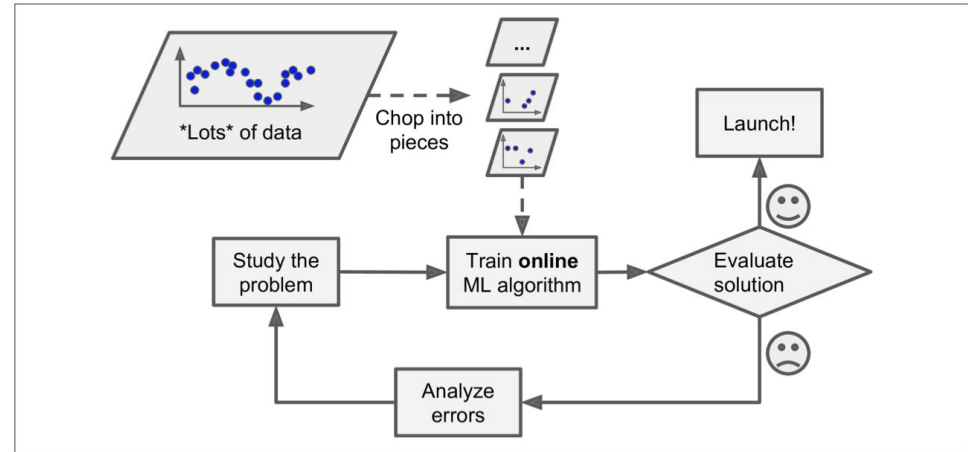 ...
*Lots* of data
Chop into
pieces
Launch!
Study the
problem
Train online
ML algorithm
Evaluate
solution
Analyze
errors